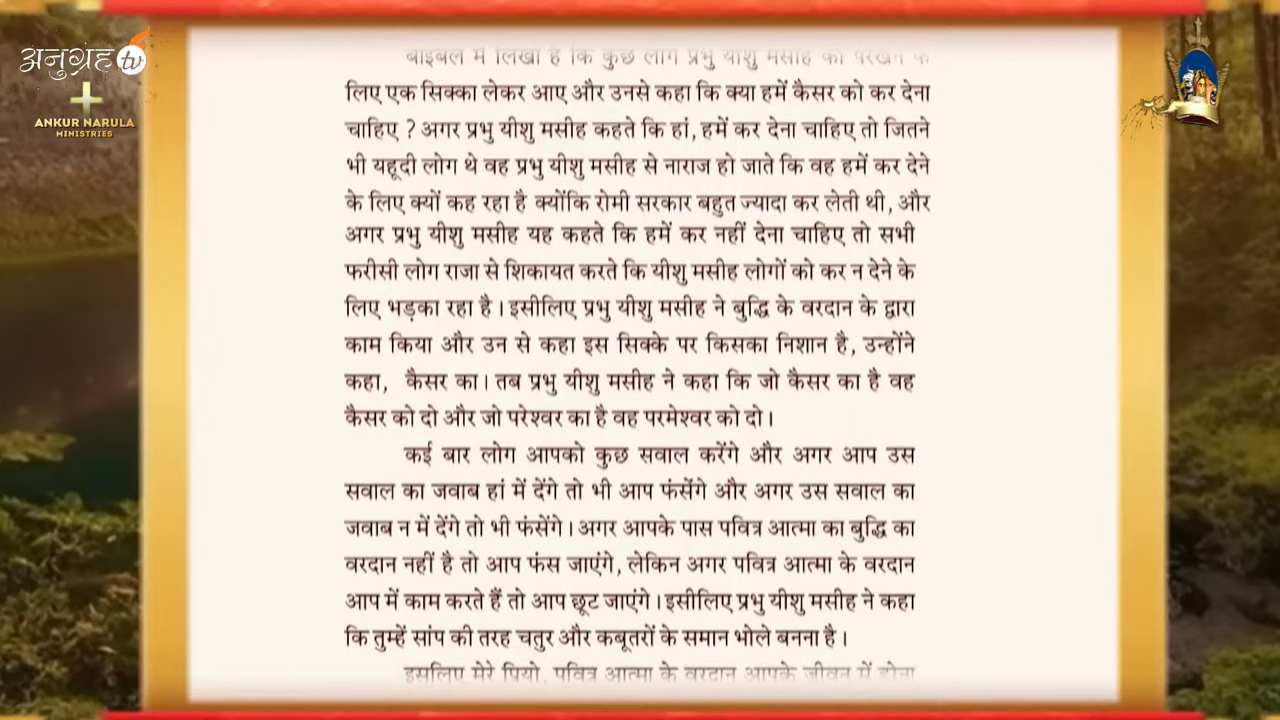 अनुग्रह tv
ANKUR NARULA
MINISTRIES
बाइबल में लिखा है कि कुछ लोग प्रभु यीशु मसीह को परखने के
लिए एक सिक्का लेकर आए और उनसे कहा कि क्या हमें कैसर को कर देना
चाहिए ? अगर प्रभु यीशु मसीह कहते कि हां, हमें कर देना चाहिए तो जितने
भी यहूदी लोग थे वह प्रभु यीशु मसीह से नाराज हो जाते कि वह हमें कर देने
के लिए क्यों कह रहा है क्योंकि रोमी सरकार बहुत ज्यादा कर लेती थी, और
अगर प्रभु यीशु मसीह यह कहते कि हमें कर नहीं देना चाहिए तो सभी
फरीसी लोग राजा से शिकायत करते कि यीशु मसीह लोगों को कर न देने के
लिए भड़का रहा है। इसीलिए प्रभु यीशु मसीह ने बुद्धि के वरदान के द्वारा
काम किया और उन से कहा इस सिक्के पर किसका निशान है, उन्होंने
कहा, कैसर का। तब प्रभु यीशु मसीह ने कहा कि जो कैसर का है वह
कैसर को दो और जो परेश्वर का है वह परमेश्वर को दो।
कई बार लोग आपको कुछ सवाल करेंगे और अगर आप उस
सवाल का जवाब हां में देंगे तो भी आप फंसेंगे और अगर उस सवाल का
जवाब न में देंगे तो भी फंसेंगे। अगर आपके पास पवित्र आत्मा का बुद्धि का
वरदान नहीं है तो आप फंस जाएंगे, लेकिन अगर पवित्र आत्मा के वरदान
आप में काम करते हैं तो आप छूट जाएंगे। इसीलिए प्रभु यीशु मसीह ने कहा
कि तुम्हें सांप की तरह चतुर और कबूतरों के समान भोले बनना है।
इसलिए मेरे प्रियो, पवित्र आत्मा के वरदान आपके जीवन में होना